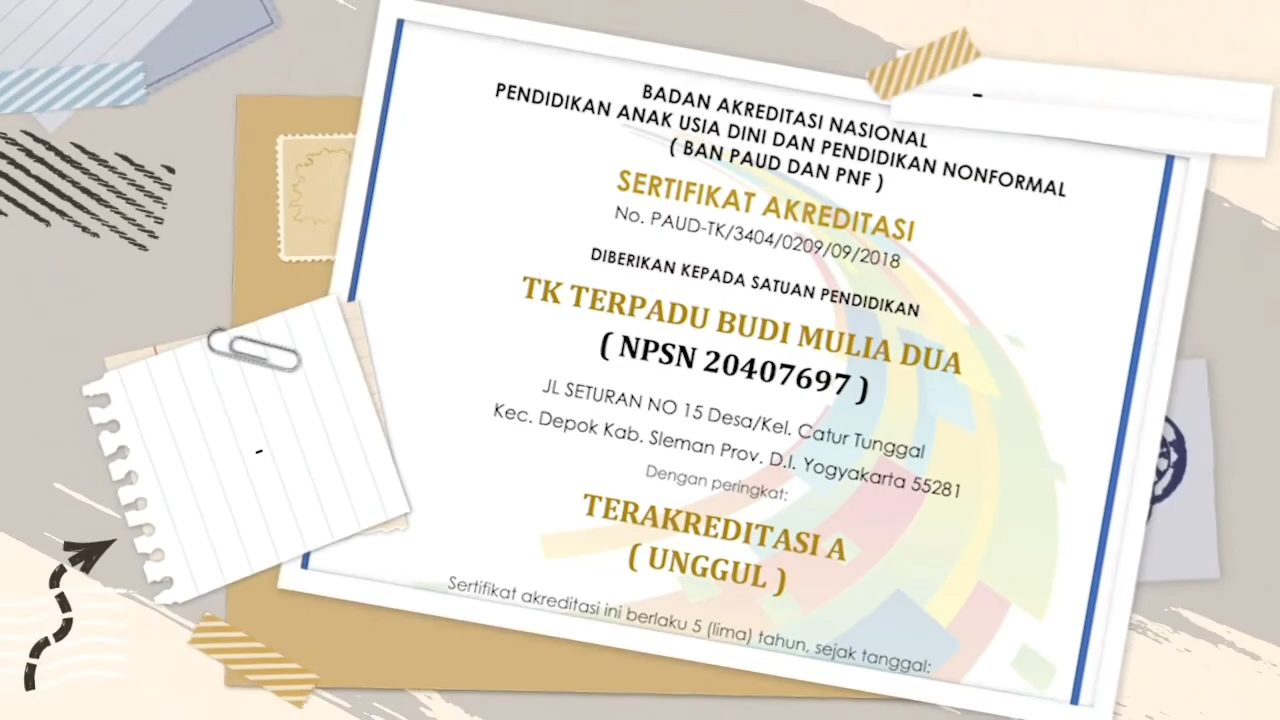 BADAN AKREDITASI NASIONAL
PENDIDIKAN ANAK USIA DINI DAN PENDIDIKAN NONFORMAL
( BAN PAUD DAN PNF )
SERTIFIKAT AKREDITASI
No. PAUD-TK/3404/0209/09/2018
DIBERIKAN KEPADA SATUAN PENDIDIKAN
TK TERPADU BUDI MULIA DUA
( NPSN 20407697 )
JL SETURAN NO 15 Desa/Kel. Catur Tunggal
Kec. Depok Kab. Sleman Prov. D.I. Yogyakarta 55281
Dengan peringkat:
TERAKREDITASI A
( UNGGUL )
Sertifikat akreditasi ini berlaku 5 (lima) tahun, sejak tanggal:
-
-